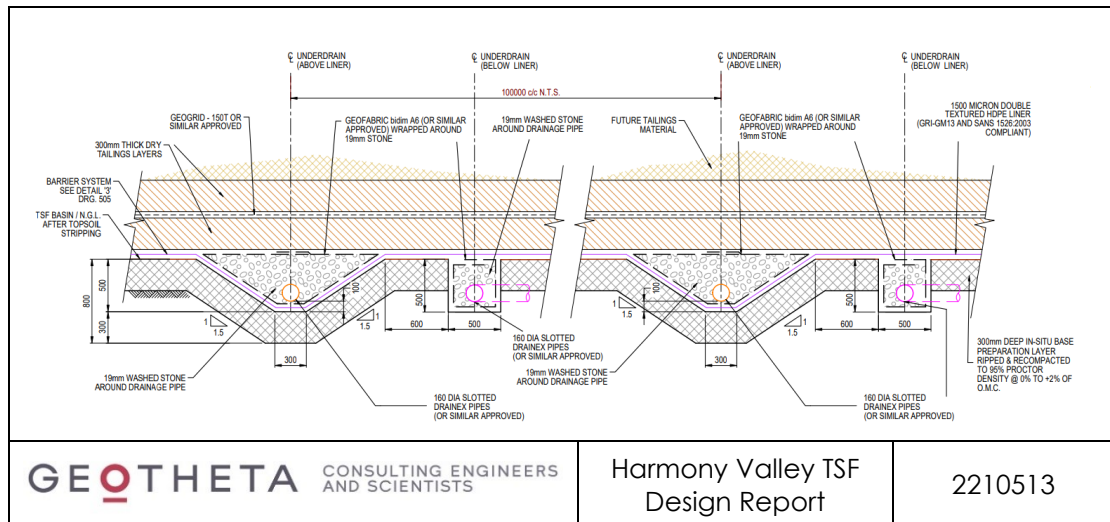 ℄ UNDERDRAIN
(ABOVE LINER)
℄ UNDERDRAIN
(BELOW LINER)
℄ UNDERDRAIN
(ABOVE LINER)
℄ UNDERDRAIN
(BELOW LINER)
100000 c/c N.T.S.
GEOGRID - 150T OR
SIMILAR APPROVED
GEOFABRIC bidim A6 (OR SIMILAR
APPROVED) WRAPPED AROUND
19mm STONE
19mm WASHED STONE
AROUND DRAINAGE PIPE
FUTURE TAILINGS
MATERIAL
GEOFABRIC bidim A6 (OR SIMILAR
APPROVED) WRAPPED AROUND
19mm STONE
1500 MICRON DOUBLE
TEXTURED HDPE LINER
(GRI-GM13 AND SANS 1526:2003
COMPLIANT)
300mm THICK DRY
TAILINGS LAYERS
BARRIER SYSTEM
SEE DETAIL '3'
DRG. 505
TSF BASIN / N.G.L.
AFTER TOPSOIL
STRIPPING
800
500
300
100
1
1.5
1
1.5
300
600
500
500
100
1
1.5
1
1.5
300
600
500
500
19mm WASHED STONE
AROUND DRAINAGE PIPE
160 DIA SLOTTED
DRAINEX PIPES
(OR SIMILAR APPROVED)
160 DIA SLOTTED
DRAINEX PIPES
(OR SIMILAR APPROVED)
19mm WASHED STONE
AROUND DRAINAGE PIPE
160 DIA SLOTTED
DRAINEX PIPES
(OR SIMILAR APPROVED)
300mm DEEP IN-SITU BASE
PREPARATION LAYER
RIPPED & RECOMPACTED
TO 95% PROCTOR
DENSITY @ 0% TO +2% OF
O.M.C.
GEOTHETA
CONSULTING ENGINEERS
AND SCIENTISTS
Harmony Valley TSF
Design Report
2210513